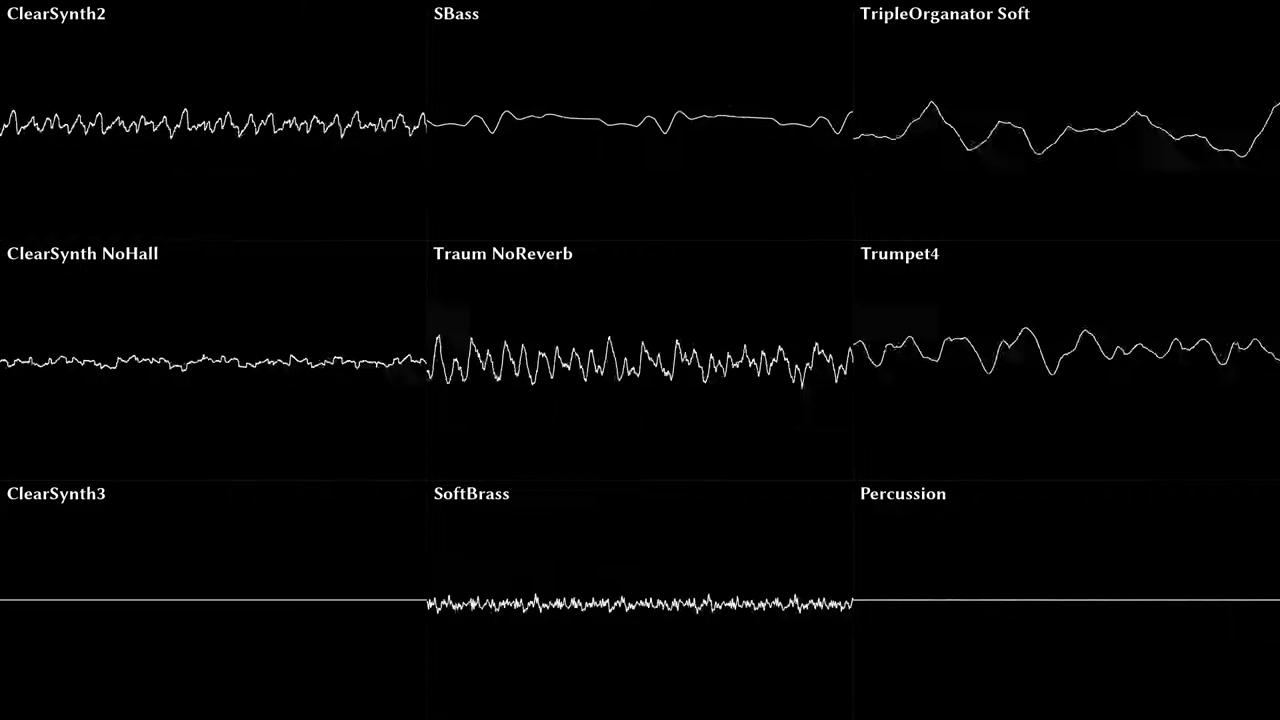 ClearSynth2
SBass
TripleOrganator Soft
ClearSynth NoHall
Traum NoReverb
Trumpet4
ClearSynth3
SoftBrass
Percussion